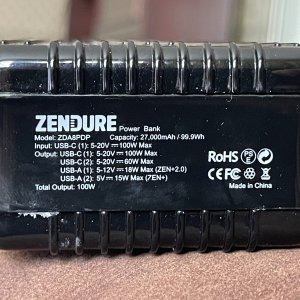 ZENDURE Power Bank
Model: ZDA8PDP
Capacity: 27,000mAh / 99.9Wh
Input: USB-C (1): 5-20V⎓100W Max
Output: USB-C (1): 5-20V⎓100W Max
USB-C (2): 5-20V⎓60W Max
USB-A (1): 5-12V⎓18W Max (ZEN+2.0)
USB-A (2): 5V⎓15W Max (ZEN+)
Total Output: 100W
RoHS PSE
Made in China